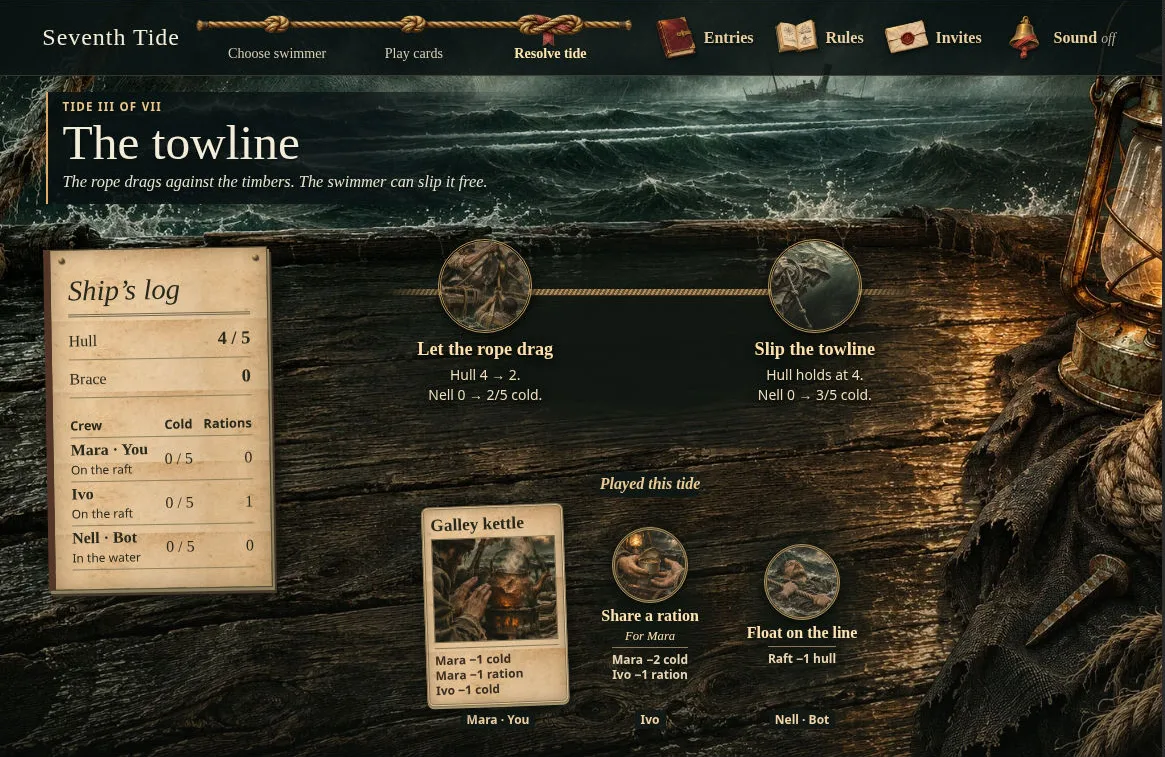 Seventh Tide
Choose swimmer
Play cards
Resolve tide
Entries
Rules
Invites
Sound off
TIDE III OF VII
The towline
The rope drags against the timbers. The swimmer can slip it free.
Ship’s log
Hull 4 / 5
Brace 0
Crew Cold Rations
Mara · You 0 / 5 0
On the raft
Ivo 0 / 5 1
On the raft
Nell · Bot 0 / 5 0
In the water
Let the rope drag
Hull 4 → 2.
Nell 0 → 2/5 cold.
Slip the towline
Hull holds at 4.
Nell 0 → 3/5 cold.
Played this tide
Galley kettle
Mara −1 cold
Mara −1 ration
Ivo −1 cold
Mara · You
Share a ration
For Mara
Mara −2 cold
Ivo −1 ration
Ivo
Float on the line
Raft −1 hull
Nell · Bot